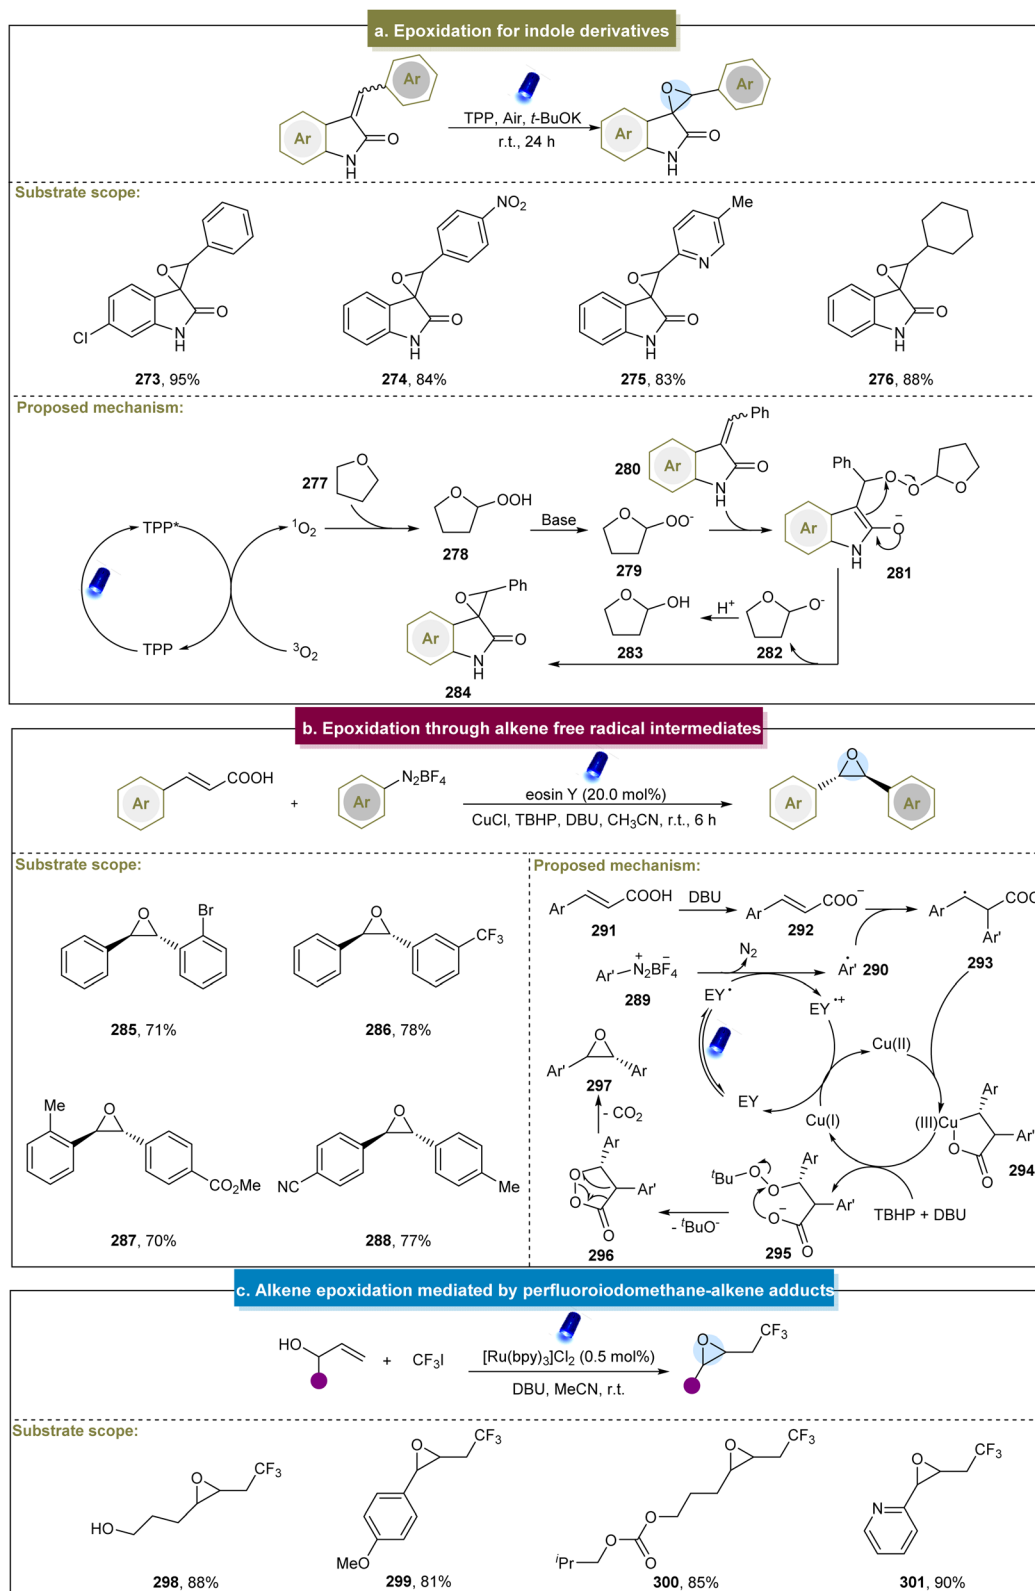 a. Epoxidation for indole derivatives
Ar
Ar
O
N
H
TPP, Air, t-BuOK
r.t., 24 h
O
Ar
Ar
O
N
H
Substrate scope:
O
Cl
O
N
H
273, 95%
NO2
O
O
N
H
274, 84%
Me
N
O
O
N
H
275, 83%
O
O
N
H
276, 88%
Proposed mechanism:
TPP*
TPP
1O2
3O2
277
O
O
OOH
278
Base
O
OO-
279
280
Ph
Ar
O
N
H
Ph
O
O
O
Ar
O
−
N
H
281
O
O-
282
H+
O
OH
283
O
Ph
Ar
O
N
H
284
b. Epoxidation through alkene free radical intermediates
Ar
COOH
+
Ar
N2BF4
eosin Y (20.0 mol%)
CuCl, TBHP, DBU, CH3CN, r.t., 6 h
O
Ar
Ar
Substrate scope:
O
Br
285, 71%
O
CF3
286, 78%
Me
O
CO2Me
287, 70%
O
NC
Me
288, 77%
Proposed mechanism:
Ar
COOH
291
DBU
Ar
COO−
292
Ar
COO
Ar'
293
Ar'
+
N2BF4
−
289
N2
Ar'
290
EY•
EY•+
EY
Cu(II)
Cu(I)
(III)Cu
Ar
Ar'
O
O
294
TBHP + DBU
tBu
O
O
Ar
Ar'
O−
O
295
- tBuO-
Ar
O
O
Ar'
O
296
- CO2
O
Ar'
Ar
297
c. Alkene epoxidation mediated by perfluoroiodomethane-alkene adducts
HO
+
CF3I
[Ru(bpy)3]Cl2 (0.5 mol%)
DBU, MeCN, r.t.
O
CF3
Substrate scope:
O
CF3
HO
298, 88%
O
CF3
MeO
299, 81%
O
CF3
O
iPr
O
O
300, 85%
O
CF3
N
301, 90%